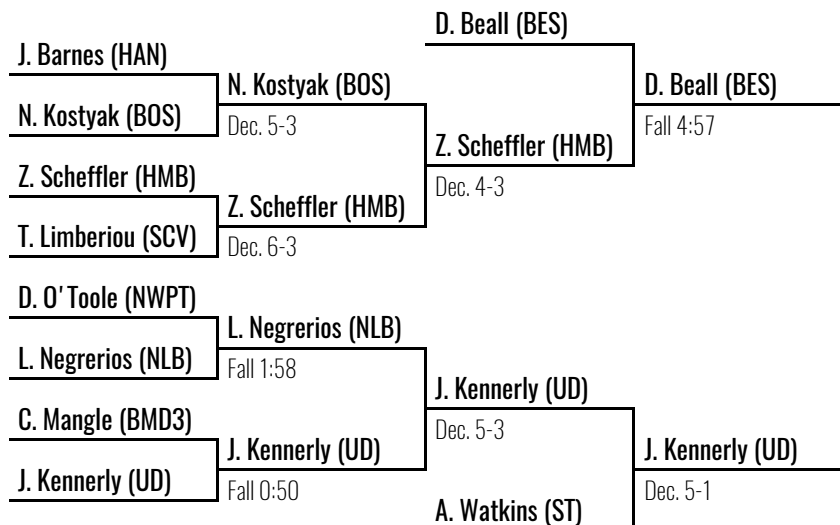 D. Beall (BES)
J. Barnes (HAN)
N. Kostyak (BOS)
D. Beall (BES)
N. Kostyak (BOS)
Dec. 5-3
Fall 4:57
Z. Scheffler (HMB)
Z. Scheffler (HMB)
Dec. 4-3
Z. Scheffler (HMB)
T. Limberiou (SCV)
Dec. 6-3
D. O'Toole (NWPT)
L. Negrerios (NLB)
L. Negrerios (NLB)
Fall 1:58
J. Kennerly (UD)
C. Mangle (BMD3)
Dec. 5-3
J. Kennerly (UD)
J. Kennerly (UD)
J. Kennerly (UD)
Fall 0:50
Dec. 5-1
A. Watkins (ST)